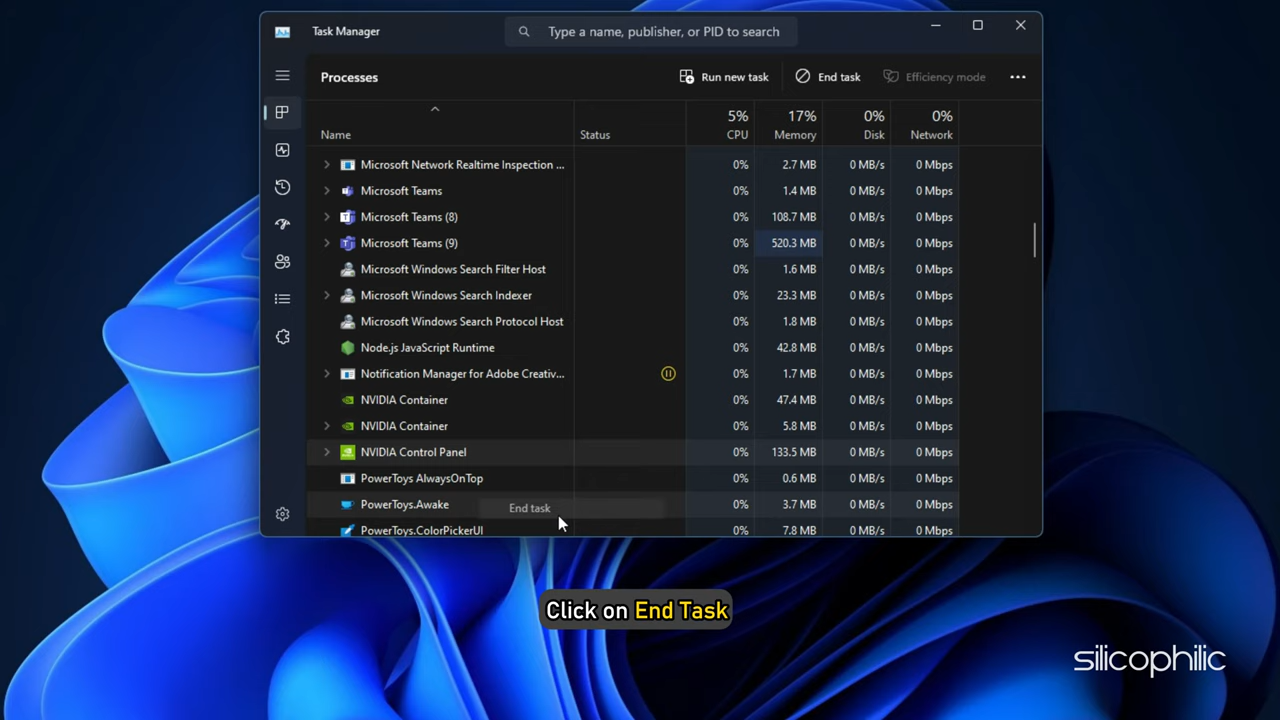 Task Manager
Type a name, publisher, or PID to search
Processes
Run new task
End task
Efficiency mode
5% 17% 0% 0%
Name Status CPU Memory Disk Network
Microsoft Network Realtime Inspection ... 0% 2.7 MB 0 MB/s 0 Mbps
Microsoft Teams 0% 1.4 MB 0 MB/s 0 Mbps
Microsoft Teams (8) 0% 108.7 MB 0 MB/s 0 Mbps
Microsoft Teams (9) 0% 520.3 MB 0 MB/s 0 Mbps
Microsoft Windows Search Filter Host 0% 1.6 MB 0 MB/s 0 Mbps
Microsoft Windows Search Indexer 0% 23.3 MB 0 MB/s 0 Mbps
Microsoft Windows Search Protocol Host 0% 1.8 MB 0 MB/s 0 Mbps
Node.js JavaScript Runtime 0% 42.8 MB 0 MB/s 0 Mbps
Notification Manager for Adobe Creativ... 0% 1.7 MB 0 MB/s 0 Mbps
NVIDIA Container 0% 47.4 MB 0 MB/s 0 Mbps
NVIDIA Container 0% 5.8 MB 0 MB/s 0 Mbps
NVIDIA Control Panel 0% 133.5 MB 0 MB/s 0 Mbps
PowerToys AlwaysOnTop 0% 0.6 MB 0 MB/s 0 Mbps
PowerToys.Awake 0% 3.7 MB 0 MB/s 0 Mbps
End task
PowerToys.ColorPickerUI 0% 7.8 MB 0 MB/s 0 Mbps
Click on End Task
silicophilic